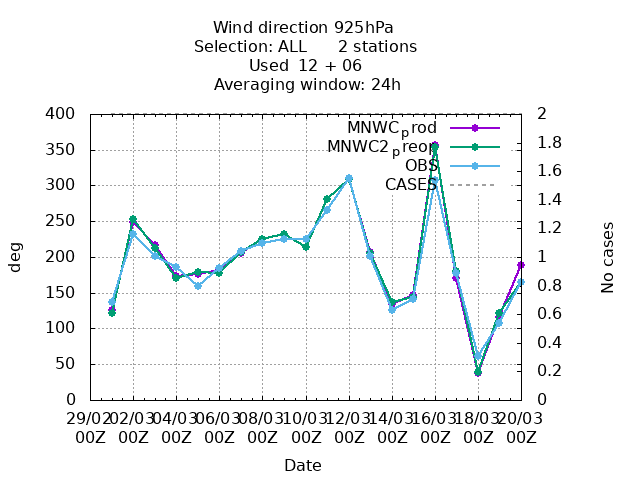 Wind direction 925hPa
Selection: ALL 2 stations
Used 12 + 06
Averaging window: 24h
400 2
MNWCprod
350 1.8
MNWC2preop
300 1.6
OBS
CASES
250 1.4
1.2
200 1
150 0.8
100 0.6
50 0.4
0.2
0 0
deg
No cases
29/02 02/03 04/03 06/03 08/03 10/03 12/03 14/03 16/03 18/03 20/03
00Z 00Z 00Z 00Z 00Z 00Z 00Z 00Z 00Z 00Z 00Z
Date